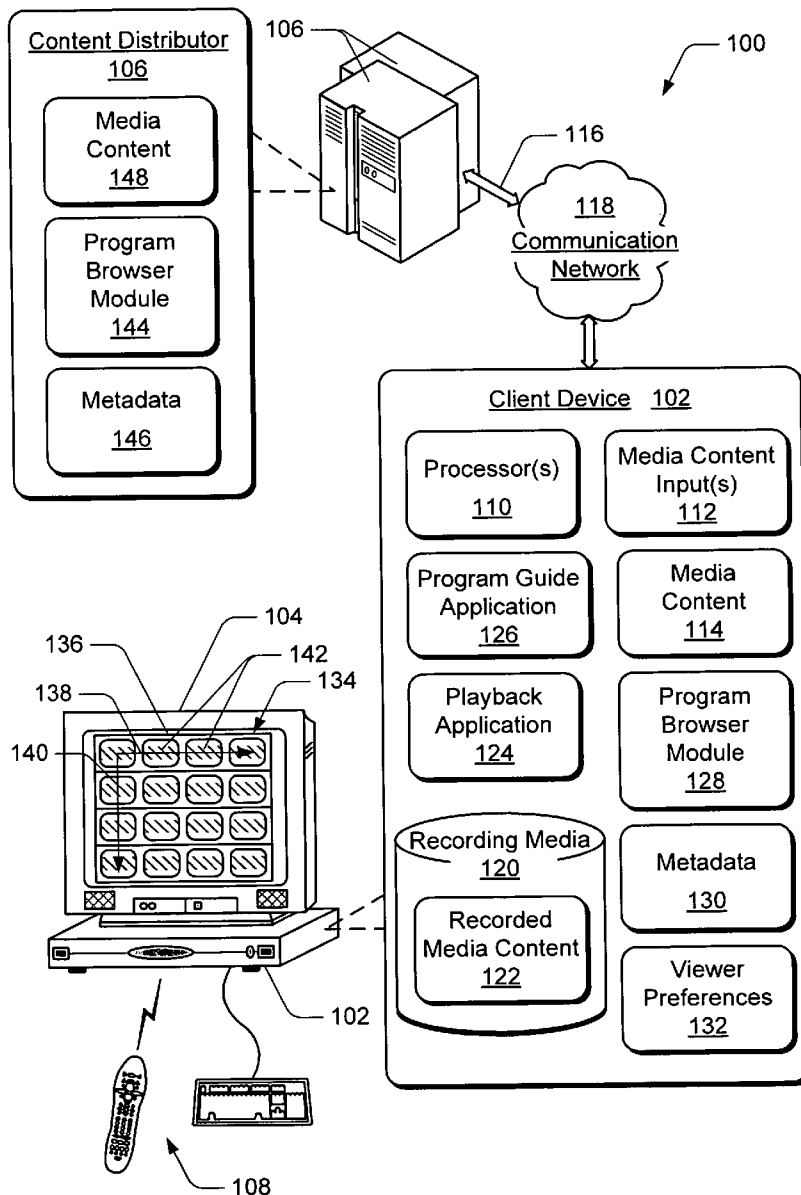 Content Distributor
106
Media
Content
148
Program
Browser
Module
144
Metadata
146
106
100
116
118
Communication
Network
Client Device 102
Processor(s)
110
Media Content
Input(s)
112
Program Guide
Application
126
Media
Content
114
Playback
Application
124
Program
Browser
Module
128
Recording Media
120
Recorded
Media Content
122
Metadata
130
Viewer
Preferences
132
104
136
142
138
134
140
102
108